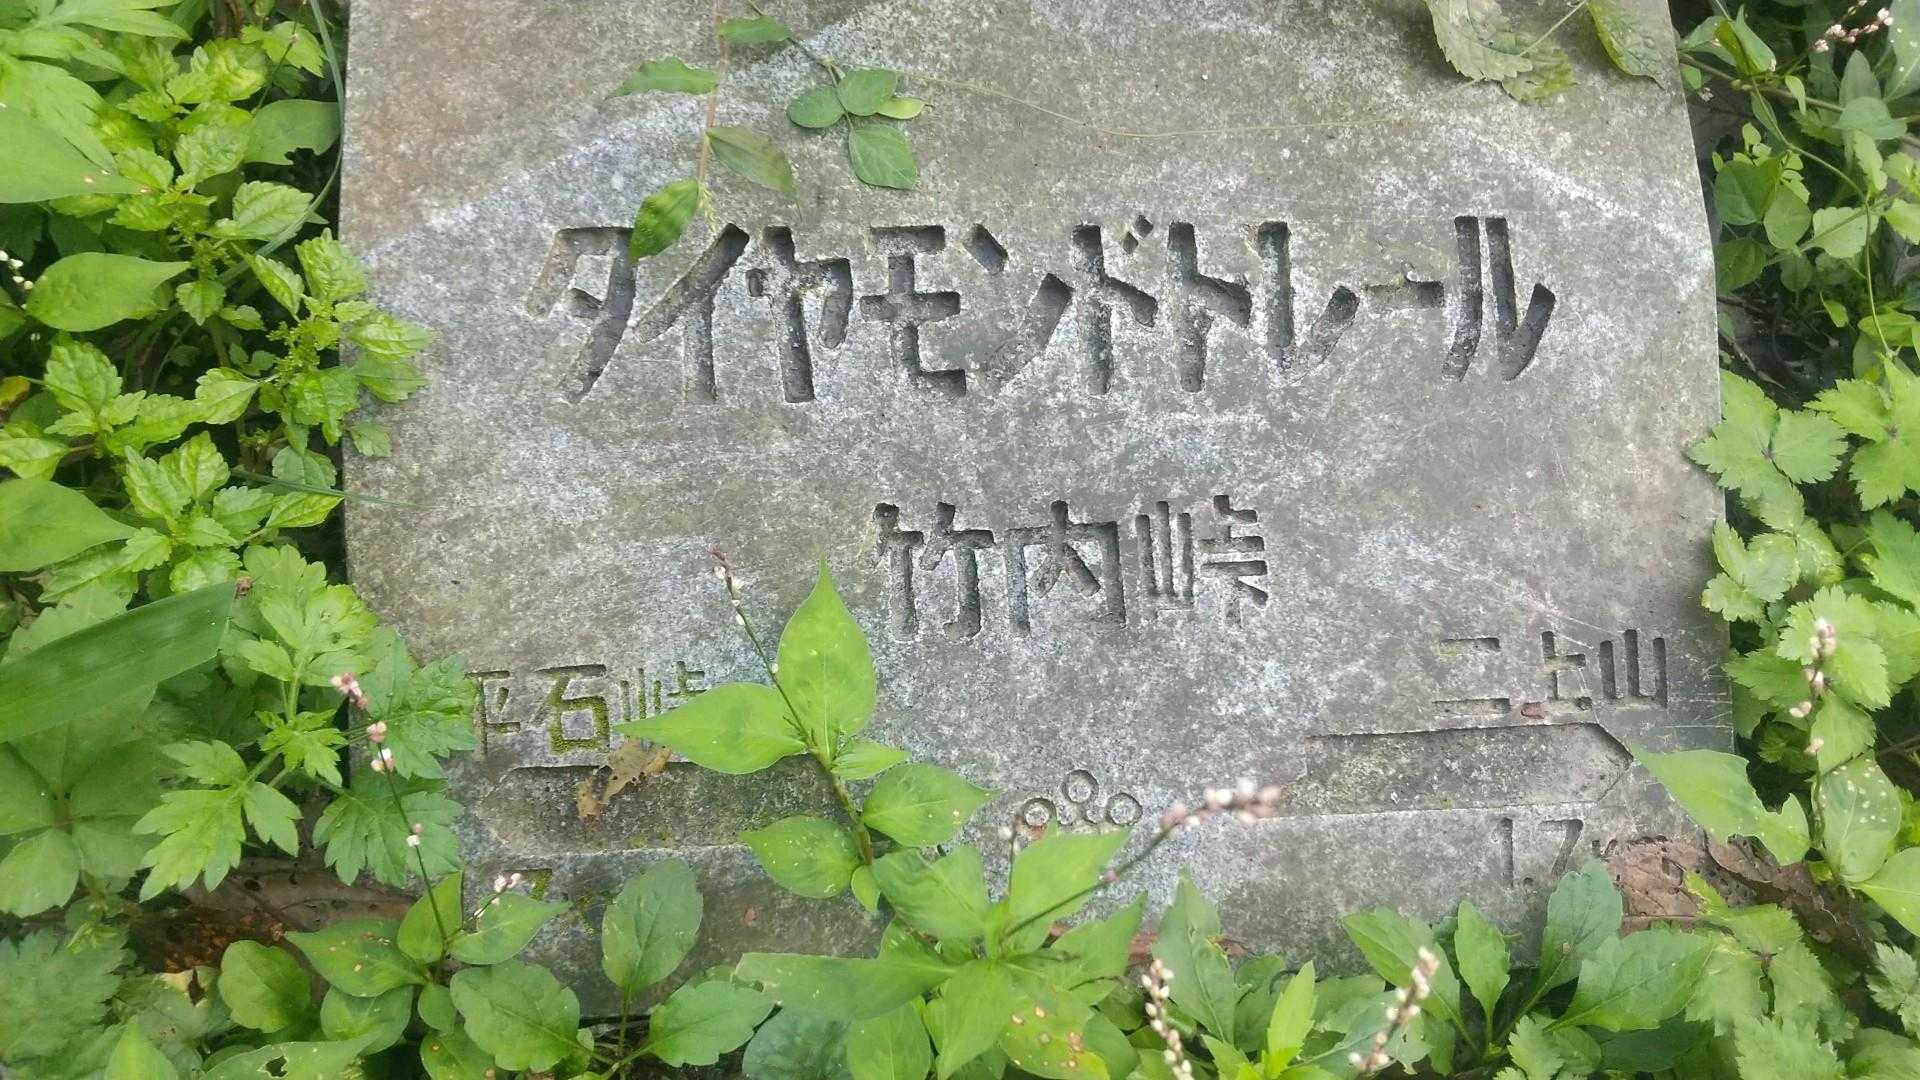 ダイヤモンドトレール
竹内峠
平石峠
二上山
1.7